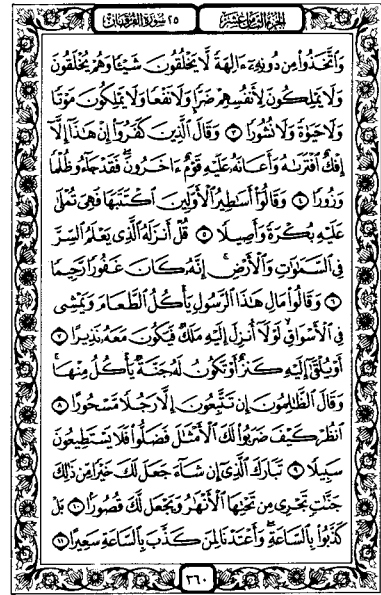 الجزء الثامن عشر
٢٥ سورة الفرقان
وَاتَّخَذُوا مِن دُونِهِ ءَالِهَةً لَّا يَخْلُقُونَ شَيْئًا وَهُمْ يُخْلَقُونَ
وَلَا يَمْلِكُونَ لِأَنفُسِهِمْ ضَرًّا وَلَا نَفْعًا وَلَا يَمْلِكُونَ مَوْتًا
وَلَا حَيَوٰةً وَلَا نُشُورًا ٣ وَقَالَ الَّذِينَ كَفَرُوا إِنْ هَٰذَا إِلَّا
إِفْكٌ افْتَرَىٰهُ وَأَعَانَهُ عَلَيْهِ قَوْمٌ ءَاخَرُونَ فَقَدْ جَاءُو ظُلْمًا
وَزُورًا ٤ وَقَالُوا أَسَٰطِيرُ الْأَوَّلِينَ اكْتَتَبَهَا فَهِيَ تُمْلَىٰ
عَلَيْهِ بُكْرَةً وَأَصِيلًا ٥ قُلْ أَنزَلَهُ الَّذِي يَعْلَمُ السِّرَّ
فِي السَّمَٰوَٰتِ وَالْأَرْضِ إِنَّهُ كَانَ غَفُورًا رَّحِيمًا
٦ وَقَالُوا مَالِ هَٰذَا الرَّسُولِ يَأْكُلُ الطَّعَامَ وَيَمْشِي
فِي الْأَسْوَاقِ لَوْلَا أُنزِلَ إِلَيْهِ مَلَكٌ فَيَكُونَ مَعَهُ نَذِيرًا ٧
أَوْ يُلْقَىٰ إِلَيْهِ كَنزٌ أَوْ تَكُونُ لَهُ جَنَّةٌ يَأْكُلُ مِنْهَا
وَقَالَ الظَّٰلِمُونَ إِن تَتَّبِعُونَ إِلَّا رَجُلًا مَّسْحُورًا ٨
انظُرْ كَيْفَ ضَرَبُوا لَكَ الْأَمْثَٰلَ فَضَلُّوا فَلَا يَسْتَطِيعُونَ
سَبِيلًا ٩ تَبَارَكَ الَّذِي إِن شَاءَ جَعَلَ لَكَ خَيْرًا مِّن ذَٰلِكَ
جَنَّٰتٍ تَجْرِي مِن تَحْتِهَا الْأَنْهَٰرُ وَيَجْعَل لَّكَ قُصُورًا ١٠ بَلْ
كَذَّبُوا بِالسَّاعَةِ وَأَعْتَدْنَا لِمَن كَذَّبَ بِالسَّاعَةِ سَعِيرًا ١١
٣٦٠